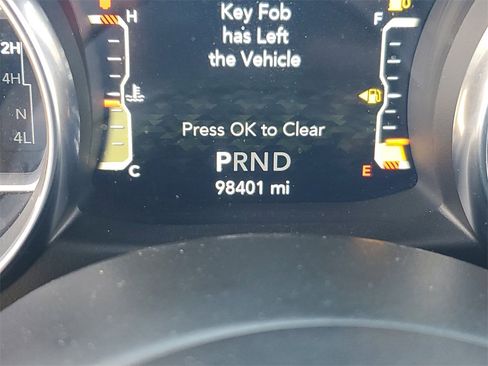 Key Fob
has Left
the Vehicle
H
F
2H
4H
N
4L
Press OK to Clear
PRND
C
98401 mi
E